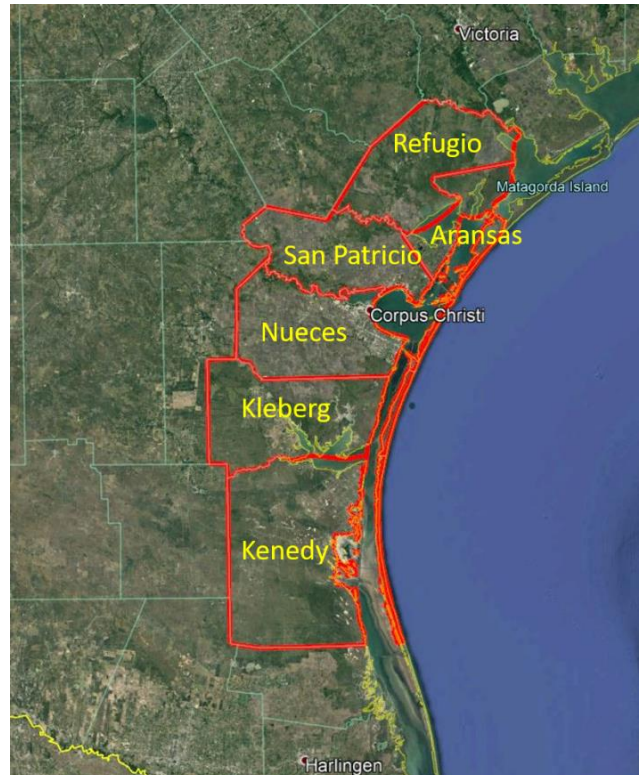 Victoria
Refugio
Matagorda Island
Aransas
San Patricio
Corpus Christi
Nueces
Kleberg
Kenedy
Harlingen